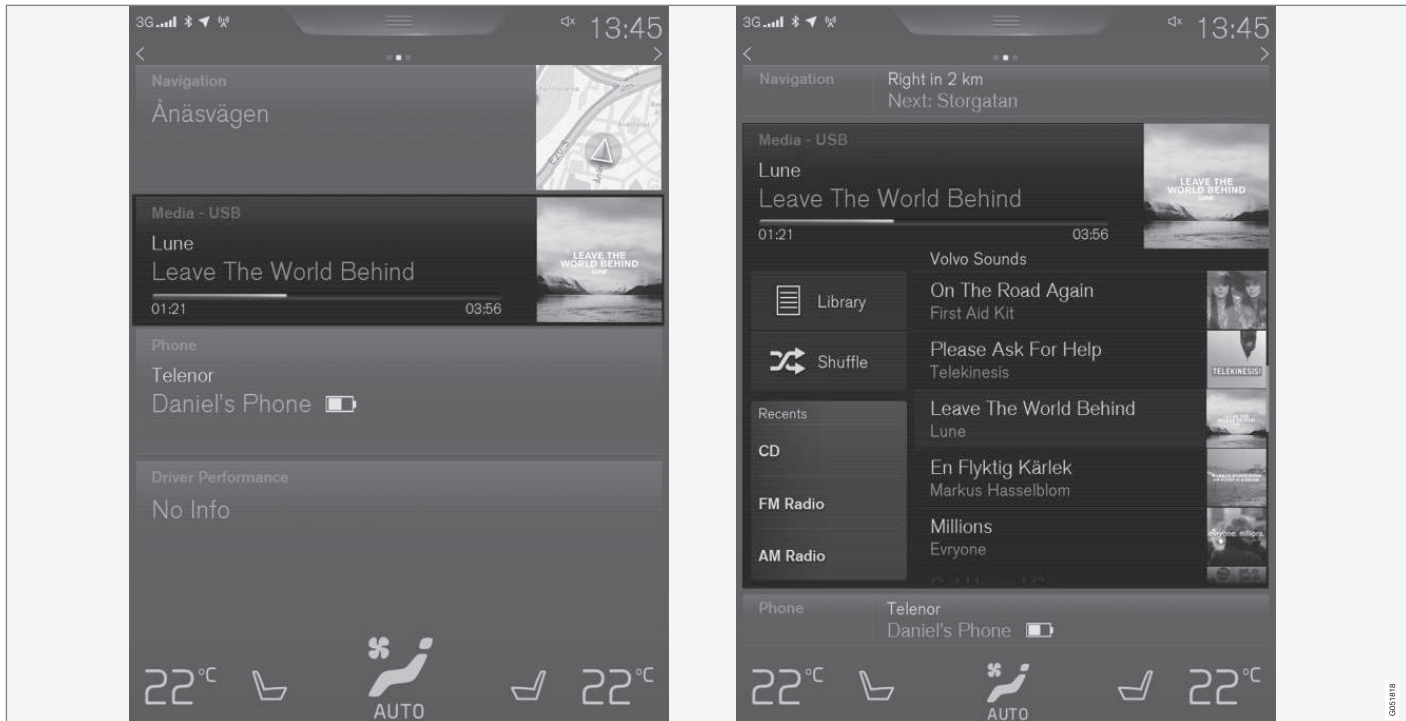 3G
13:45
Navigation
Ånäsvägen
Media - USB
Lune
Leave The World Behind
01:21
03:56
LEAVE THE
WORLD BEHIND
LUNE
Phone
Telenor
Daniel's Phone
Driver Performance
No Info
22°C
AUTO
22°C
3G
13:45
Navigation
Right in 2 km
Next: Storgatan
Media - USB
Lune
Leave The World Behind
01:21
03:56
LEAVE THE
WORLD BEHIND
LUNE
Volvo Sounds
Library
Shuffle
Recents
CD
FM Radio
AM Radio
On The Road Again
First Aid Kit
Please Ask For Help
Telekinesis
TELEKINESIS!
Leave The World Behind
Lune
En Flyktig Kärlek
Markus Hasselblom
Millions
Evryone
evryone, millions.
Phone
Telenor
Daniel's Phone
22°C
AUTO
22°C
G051818